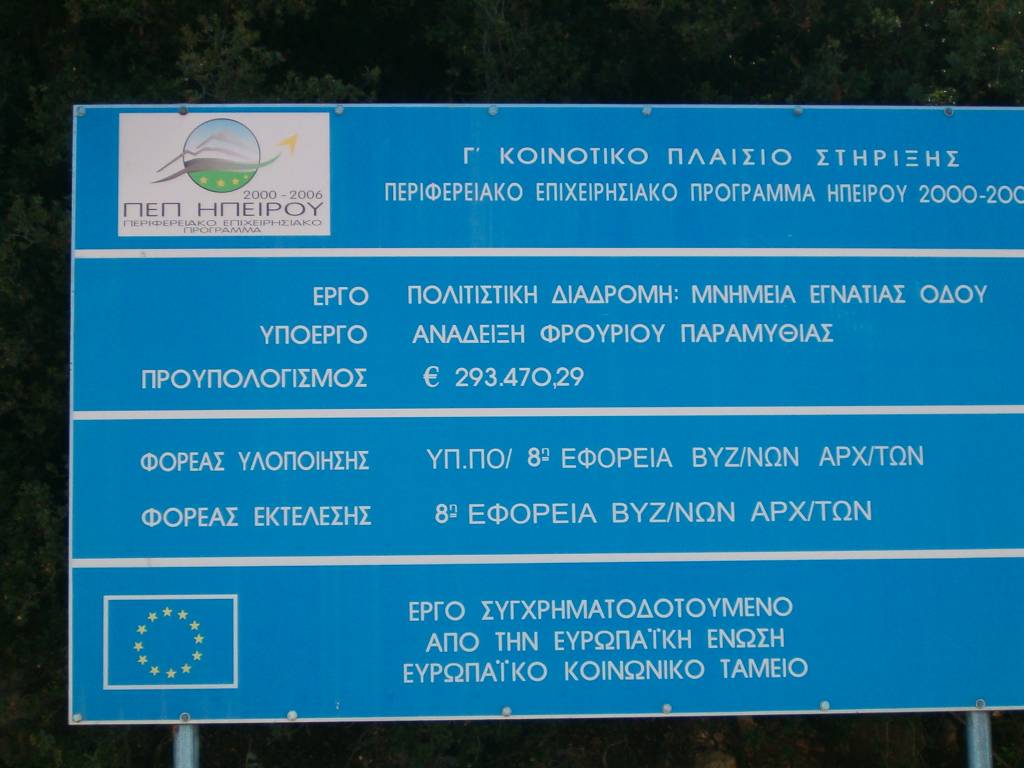 2000 - 2006
ΠΕΠ ΗΠΕΙΡΟΥ
ΠΕΡΙΦΕΡΕΙΑΚΟ ΕΠΙΧΕΙΡΗΣΙΑΚΟ
ΠΡΟΓΡΑΜΜΑ
Γ΄ ΚΟΙΝΟΤΙΚΟ ΠΛΑΙΣΙΟ ΣΤΗΡΙΞΗΣ
ΠΕΡΙΦΕΡΕΙΑΚΟ ΕΠΙΧΕΙΡΗΣΙΑΚΟ ΠΡΟΓΡΑΜΜΑ ΗΠΕΙΡΟΥ 2000-200
ΕΡΓΟ ΠΟΛΙΤΙΣΤΙΚΗ ΔΙΑΔΡΟΜΗ: ΜΝΗΜΕΙΑ ΕΓΝΑΤΙΑΣ ΟΔΟΥ
ΥΠΟΕΡΓΟ ΑΝΑΔΕΙΞΗ ΦΡΟΥΡΙΟΥ ΠΑΡΑΜΥΘΙΑΣ
ΠΡΟΥΠΟΛΟΓΙΣΜΟΣ € 293.470,29
ΦΟΡΕΑΣ ΥΛΟΠΟΙΗΣΗΣ ΥΠ.ΠΟ/ 8η ΕΦΟΡΕΙΑ ΒΥΖ/ΝΩΝ ΑΡΧ/ΤΩΝ
ΦΟΡΕΑΣ ΕΚΤΕΛΕΣΗΣ 8η ΕΦΟΡΕΙΑ ΒΥΖ/ΝΩΝ ΑΡΧ/ΤΩΝ
ΕΡΓΟ ΣΥΓΧΡΗΜΑΤΟΔΟΤΟΥΜΕΝΟ
ΑΠΟ ΤΗΝ ΕΥΡΩΠΑΪΚΗ ΕΝΩΣΗ
ΕΥΡΩΠΑΪΚΟ ΚΟΙΝΩΝΙΚΟ ΤΑΜΕΙΟ